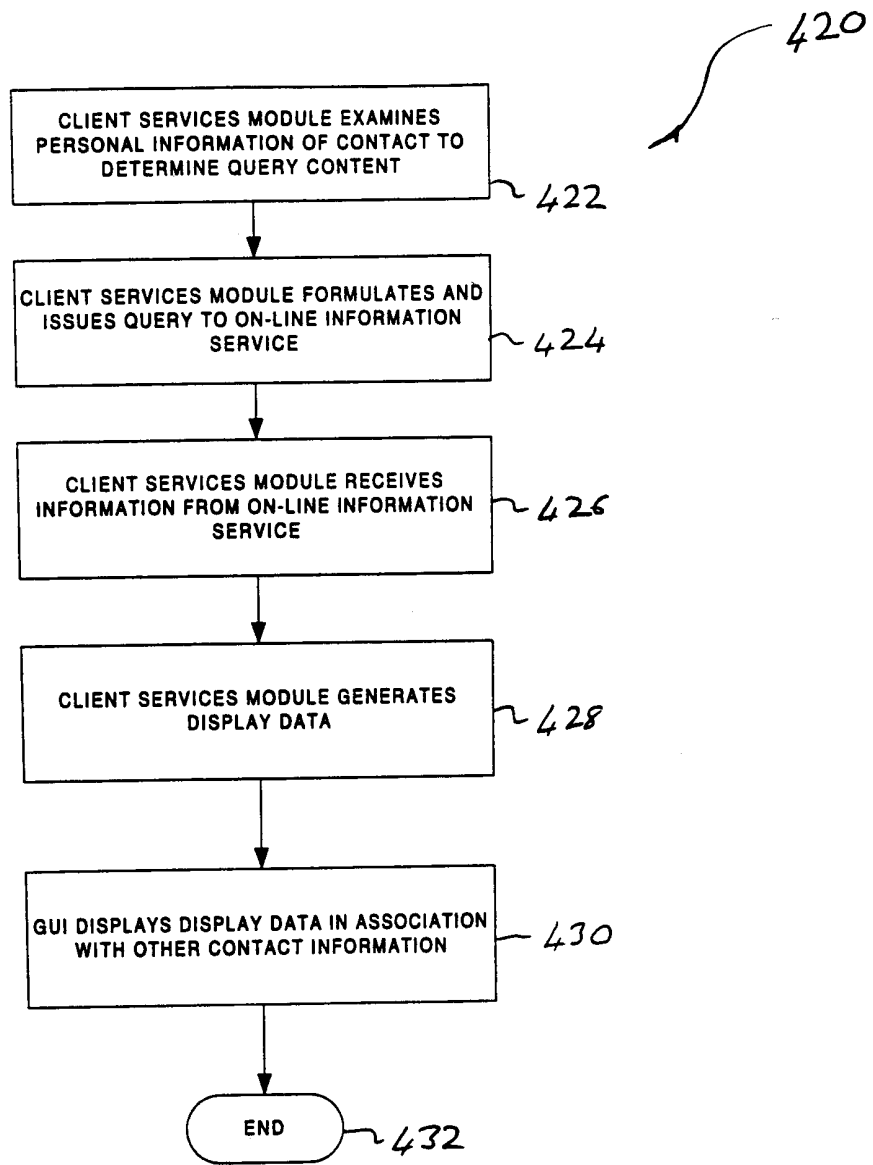 420
CLIENT SERVICES MODULE EXAMINES
PERSONAL INFORMATION OF CONTACT TO
DETERMINE QUERY CONTENT
422
CLIENT SERVICES MODULE FORMULATES AND
ISSUES QUERY TO ON-LINE INFORMATION
SERVICE
424
CLIENT SERVICES MODULE RECEIVES
INFORMATION FROM ON-LINE INFORMATION
SERVICE
426
CLIENT SERVICES MODULE GENERATES
DISPLAY DATA
428
GUI DISPLAYS DISPLAY DATA IN ASSOCIATION
WITH OTHER CONTACT INFORMATION
430
END
432